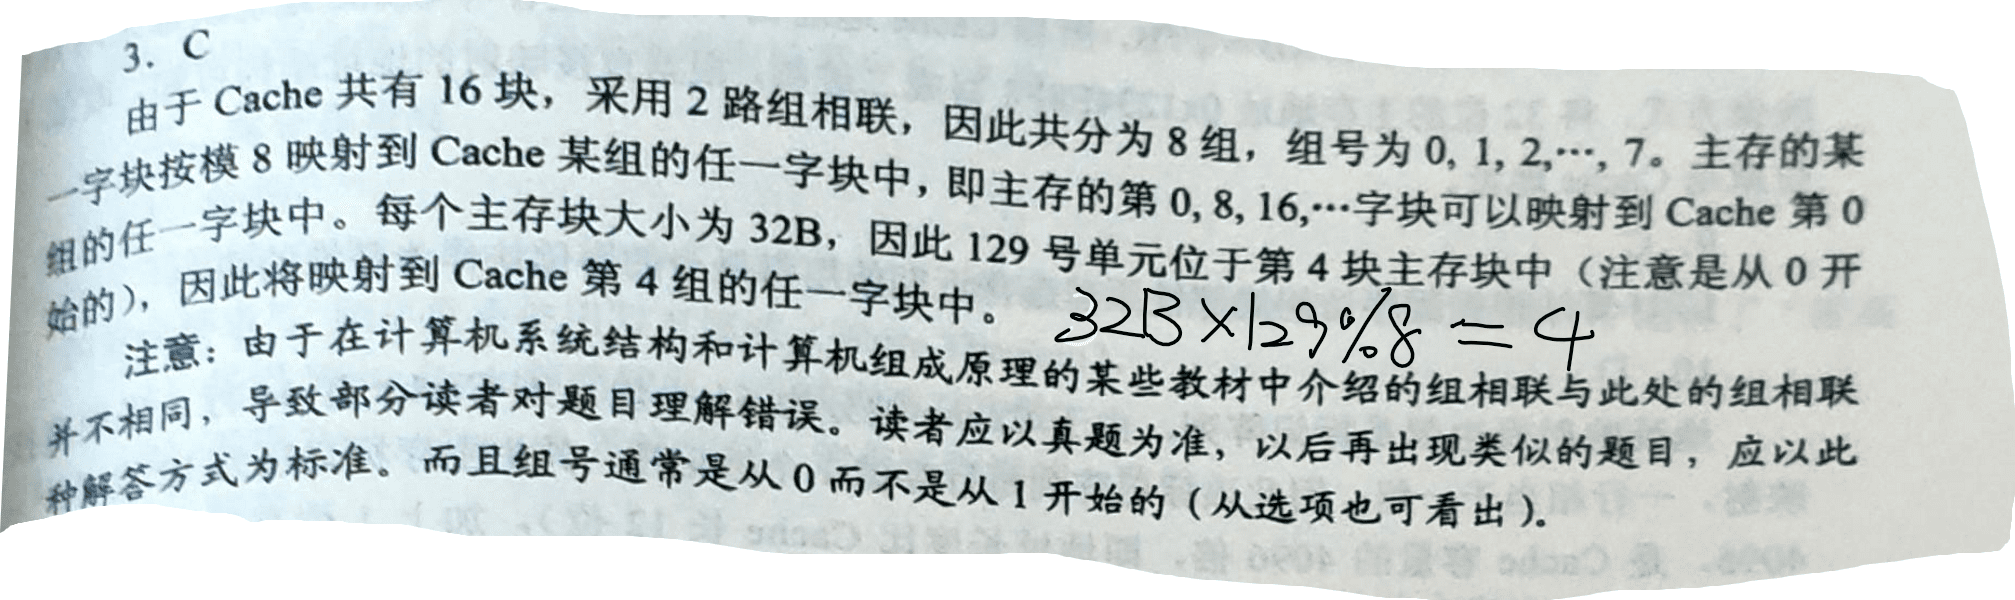 3. C
由于 Cache 共有 16 块，采用 2 路组相联，因此共分为 8 组，组号为 0, 1, 2,…, 7。主存的某
一字块按模 8 映射到 Cache 某组的任一字块中，即主存的第 0, 8, 16,…字块可以映射到 Cache 第 0
组的任一字块中。每个主存块大小为 32B，因此 129 号单元位于第 4 块主存块中（注意是从 0 开
始的），因此将映射到 Cache 第 4 组的任一字块中。
32B×129%8=4
注意：由于在计算机系统结构和计算机组成原理的某些教材中介绍的组相联与此处的组相联
并不相同，导致部分读者对题目理解错误。读者应以真题为准，以后再出现类似的题目，应以此
种解答方式为标准。而且组号通常是从 0 而不是从 1 开始的（从选项也可看出）。